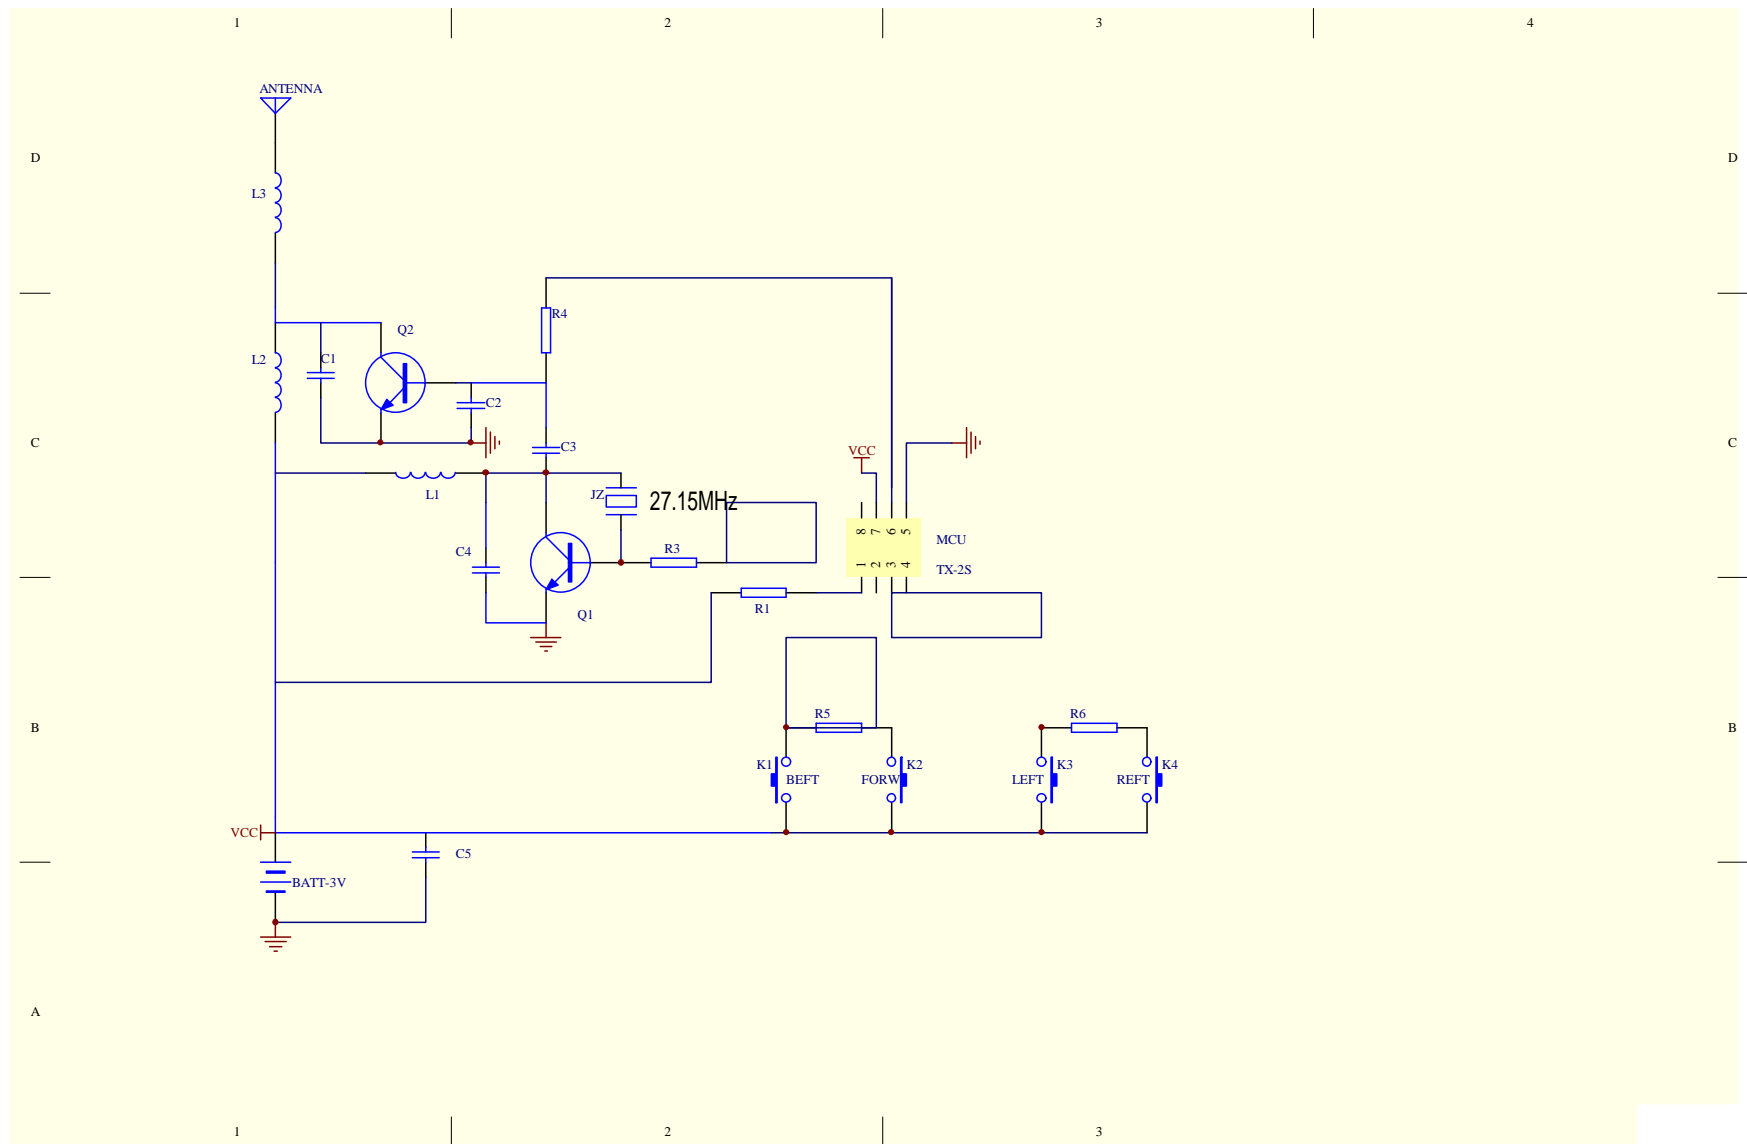 1 2 3 4
ANTENNA
D D
L3
R4
Q2
L2 C1
C2
C C
C3
VCC
L1 JZ 27.15MHz
8 7 6 5
MCU
C4 R3
1 2 3 4
TX-2S
R1
Q1
R5 R6
B B
K1 K2 K3 K4
BEFT FORW LEFT REFT
VCC
C5
BATT-3V
A
1 2 3